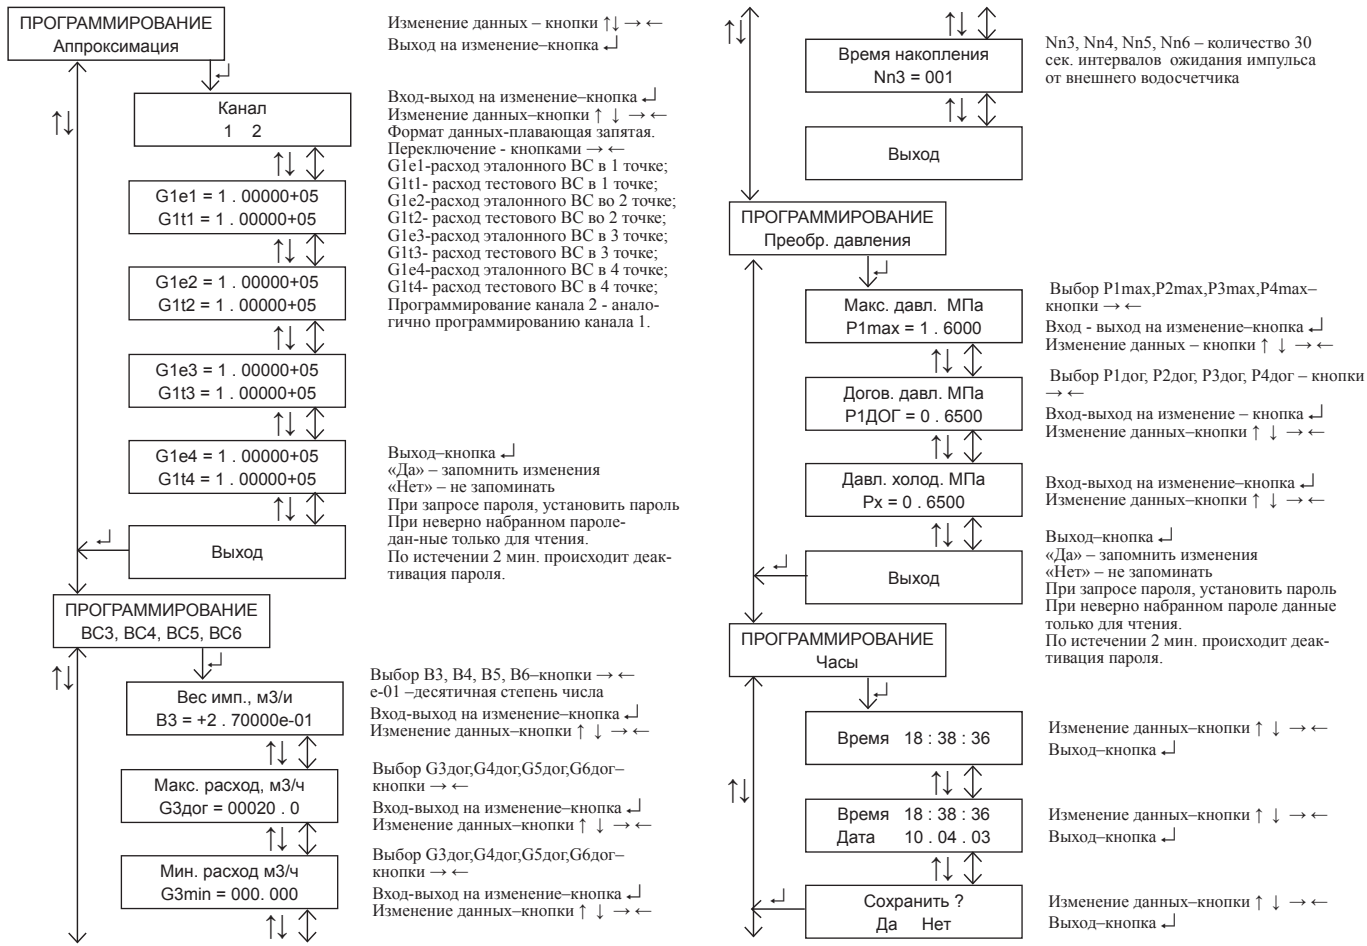 ПРОГРАММИРОВАНИЕ
Аппроксимация
Изменение данных – кнопки ↑↓ → ←
Выход на изменение–кнопка ↵
Канал
1 2
Вход-выход на изменение–кнопка ↵
Изменение данных–кнопки ↑ ↓ → ←
Формат данных-плавающая запятая.
Переключение - кнопками → ←
G1e1-расход эталонного ВС в 1 точке;
G1t1- расход тестового ВС в 1 точке;
G1e2-расход эталонного ВС во 2 точке;
G1t2- расход тестового ВС во 2 точке;
G1e3-расход эталонного ВС в 3 точке;
G1t3- расход тестового ВС в 3 точке;
G1e4-расход эталонного ВС в 4 точке;
G1t4- расход тестового ВС в 4 точке;
Программирование канала 2 - анало-
гично программированию канала 1.
G1e1 = 1 . 00000+05
G1t1 = 1 . 00000+05
G1e2 = 1 . 00000+05
G1t2 = 1 . 00000+05
G1e3 = 1 . 00000+05
G1t3 = 1 . 00000+05
G1e4 = 1 . 00000+05
G1t4 = 1 . 00000+05
Выход
Выход–кнопка ↵
«Да» – запомнить изменения
«Нет» – не запоминать
При запросе пароля, установить пароль
При неверно набранном пароле-
дан-ные только для чтения.
По истечении 2 мин. происходит деак-
тивация пароля.
ПРОГРАММИРОВАНИЕ
ВС3, ВС4, ВС5, ВС6
Вес имп., м3/и
В3 = +2 . 70000e-01
Выбор В3, В4, В5, В6–кнопки → ←
e-01 –десятичная степень числа
Вход-выход на изменение–кнопка ↵
Изменение данных–кнопки ↑ ↓ → ←
Макс. расход, м3/ч
G3дог = 00020 . 0
Выбор G3дог,G4дог,G5дог,G6дог–
кнопки → ←
Вход-выход на изменение–кнопка ↵
Изменение данных–кнопки ↑ ↓ → ←
Мин. расход м3/ч
G3min = 000. 000
Выбор G3дог,G4дог,G5дог,G6дог–
кнопки → ←
Вход-выход на изменение–кнопка ↵
Изменение данных–кнопки ↑ ↓ → ←
Время накопления
Nn3 = 001
Nn3, Nn4, Nn5, Nn6 – количество 30
сек. интервалов ожидания импульса
от внешнего водосчетчика
Выход
ПРОГРАММИРОВАНИЕ
Преобр. давления
Макс. давл. МПа
P1max = 1 . 6000
Выбор P1max,P2max,P3max,P4max–
кнопки → ←
Вход - выход на изменение–кнопка ↵
Изменение данных – кнопки ↑ ↓ → ←
Догов. давл. МПа
Р1ДОГ = 0 . 6500
Выбор Р1дог, Р2дог, Р3дог, Р4дог – кнопки
→ ←
Вход-выход на изменение – кнопка ↵
Изменение данных–кнопки ↑ ↓ → ←
Давл. холод. МПа
Рх = 0 . 6500
Вход-выход на изменение–кнопка ↵
Изменение данных–кнопки ↑ ↓ → ←
Выход
Выход–кнопка ↵
«Да» – запомнить изменения
«Нет» – не запоминать
При запросе пароля, установить пароль
При неверно набранном пароле данные
только для чтения.
По истечении 2 мин. происходит деак-
тивация пароля.
ПРОГРАММИРОВАНИЕ
Часы
Время 18 : 38 : 36
Изменение данных–кнопки ↑ ↓ → ←
Выход–кнопка ↵
Время 18 : 38 : 36
Дата 10 . 04 . 03
Изменение данных–кнопки ↑ ↓ → ←
Выход–кнопка ↵
Сохранить ?
Да Нет
Изменение данных–кнопки ↑ ↓ → ←
Выход–кнопка ↵